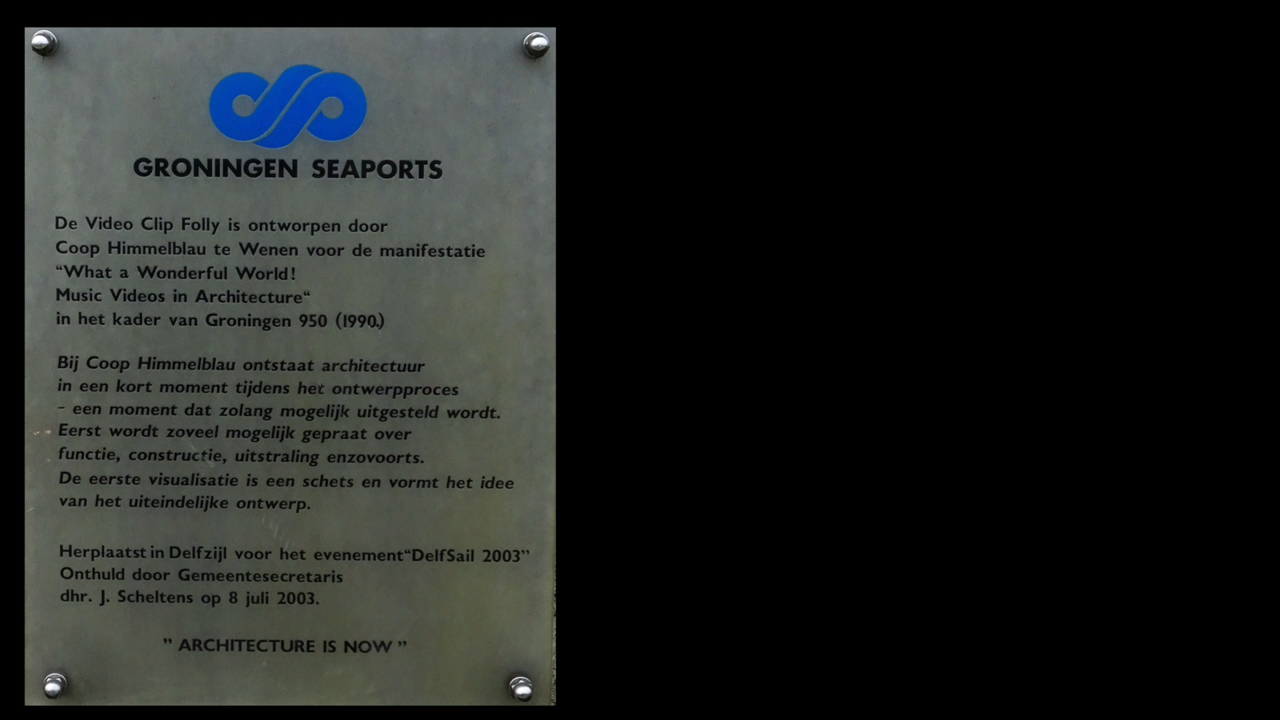 GRONINGEN SEAPORTS
De Video Clip Folly is ontworpen door
Coop Himmelblau te Wenen voor de manifestatie
“What a Wonderful World!
Music Videos in Architecture“
in het kader van Groningen 950 (1990.)
Bij Coop Himmelblau ontstaat architectuur
in een kort moment tijdens het ontwerpproces
– een moment dat zolang mogelijk uitgesteld wordt.
Eerst wordt zoveel mogelijk gepraat over
functie, constructie, uitstraling enzovoorts.
De eerste visualisatie is een schets en vormt het idee
van het uiteindelijke ontwerp.
Herplaatst in Delfzijl voor het evenement“DelfSail 2003”
Onthuld door Gemeentesecretaris
dhr. J. Scheltens op 8 juli 2003.
” ARCHITECTURE IS NOW ”